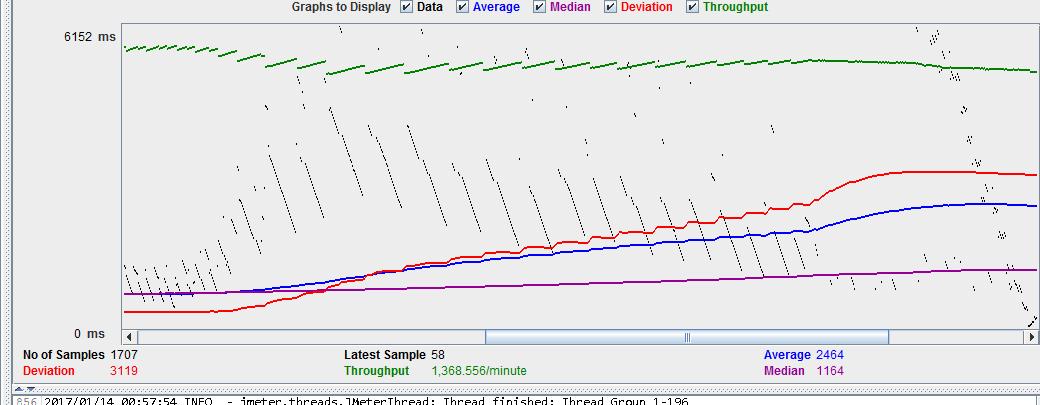 Graphs to Display Data Average Median Deviation Throughput
6152 ms
0 ms
No of Samples 1707 Latest Sample 58 Average 2464
Deviation 3119 Throughput 1,368.556/minute Median 1164
856 2017/01/14 00:57:54 INFO - jmeter.threads.JMeterThread: Thread finished: Thread Group 1-196